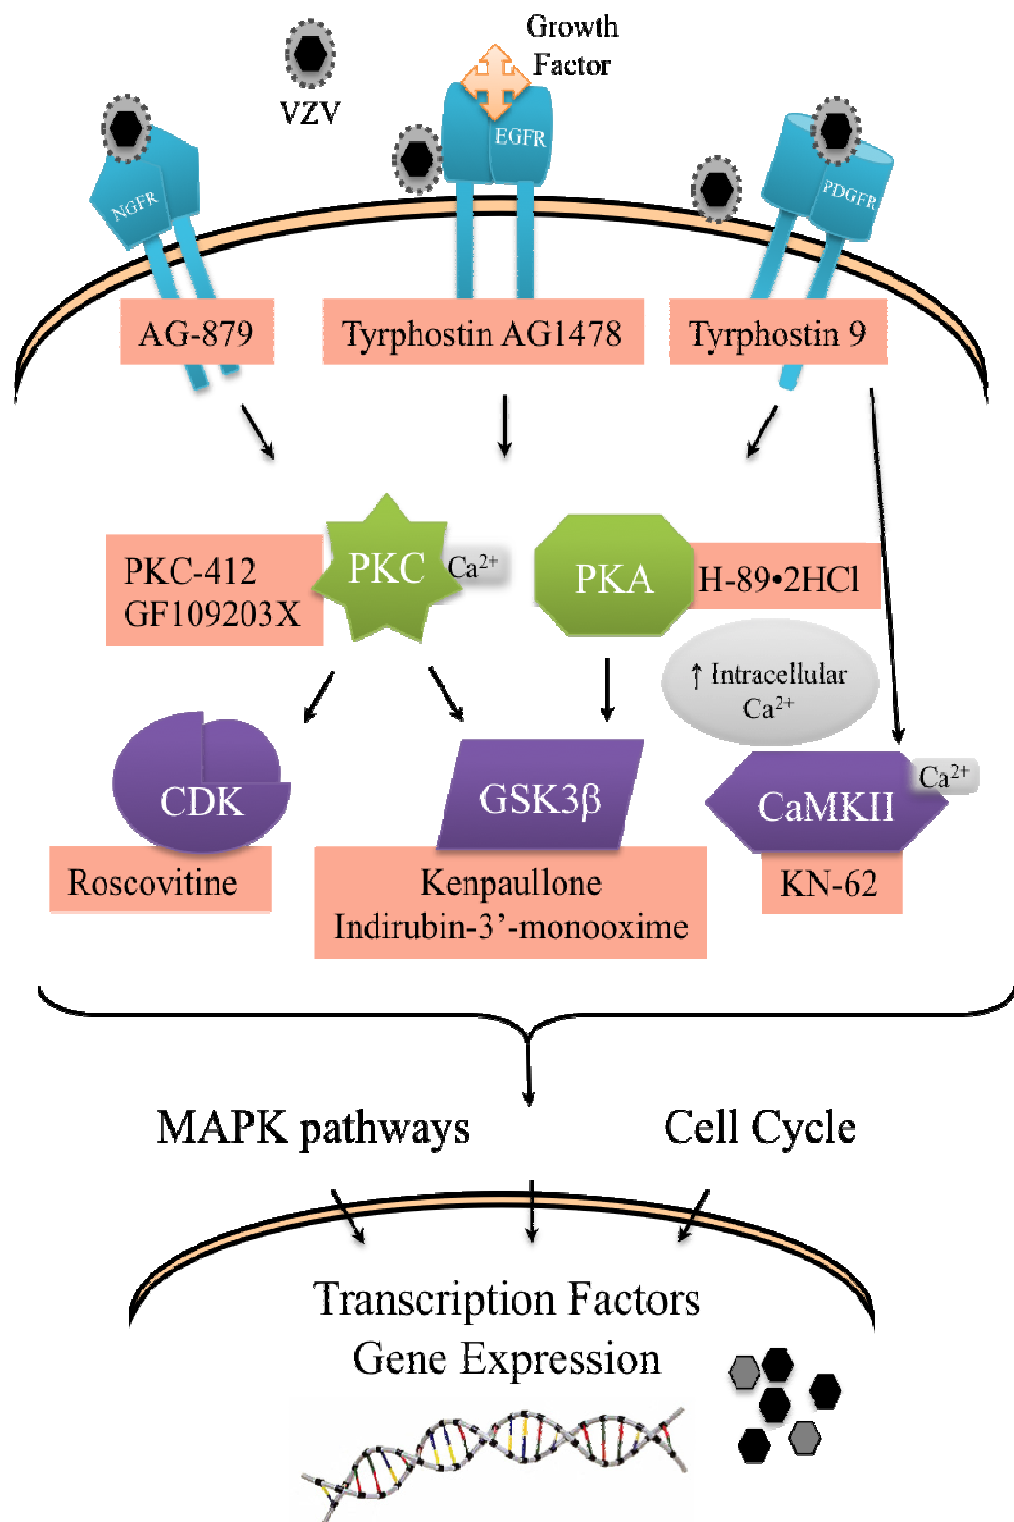 Growth
Factor
VZV
NGFR
EGFR
PDGFR
AG-879
Tyrphostin AG1478
Tyrphostin 9
PKC-412
GF109203X
PKC
Ca²⁺
PKA
H-89•2HCl
↑ Intracellular
Ca²⁺
CDK
GSK3β
CaMKII
Ca²⁺
Roscovitine
Kenpaullone
Indirubin-3’-monooxime
KN-62
MAPK pathways
Cell Cycle
Transcription Factors
Gene Expression